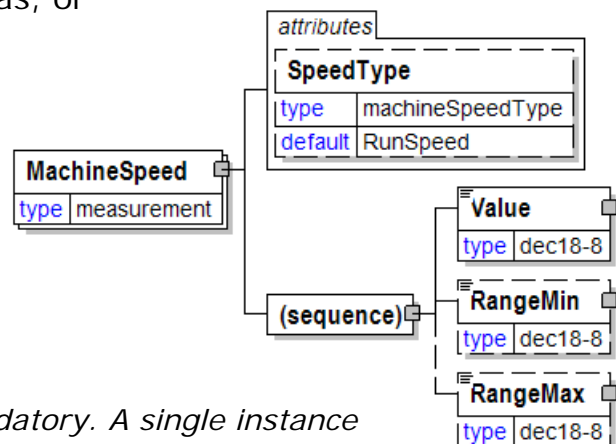 as, or
attributes
SpeedType
type machineSpeedType
default RunSpeed
MachineSpeed
type measurement
Value
type dec18-8
(sequence)
RangeMin
type dec18-8
RangeMax
type dec18-8
datory. A single instance